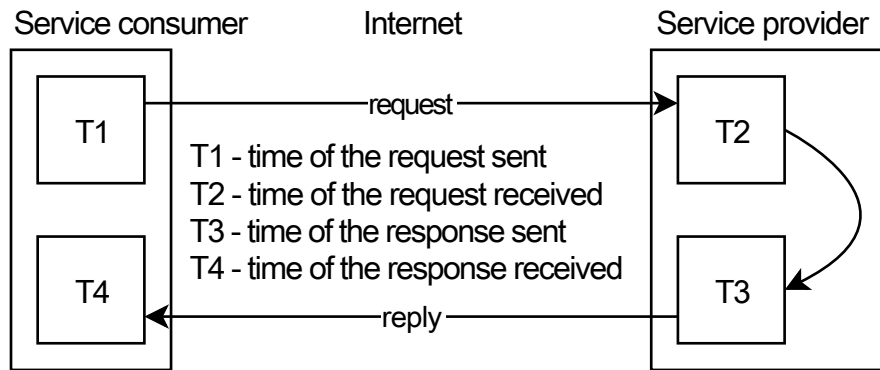 Service consumer
Internet
Service provider
T1
request
T2
T1 - time of the request sent
T2 - time of the request received
T3 - time of the response sent
T4 - time of the response received
T4
reply
T3